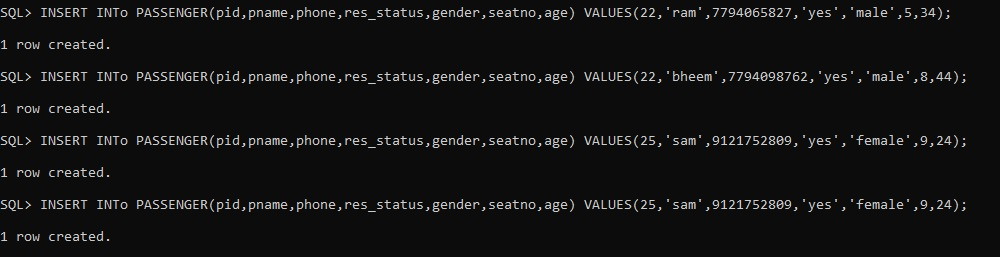 SQL> INSERT INTo PASSENGER(pid,pname,phone,res_status,gender,seatno,age) VALUES(22,'ram',7794065827,'yes','male',5,34);
1 row created.
SQL> INSERT INTo PASSENGER(pid,pname,phone,res_status,gender,seatno,age) VALUES(22,'bheem',7794098762,'yes','male',8,44);
1 row created.
SQL> INSERT INTo PASSENGER(pid,pname,phone,res_status,gender,seatno,age) VALUES(25,'sam',9121752809,'yes','female',9,24);
1 row created.
SQL> INSERT INTo PASSENGER(pid,pname,phone,res_status,gender,seatno,age) VALUES(25,'sam',9121752809,'yes','female',9,24);
1 row created.